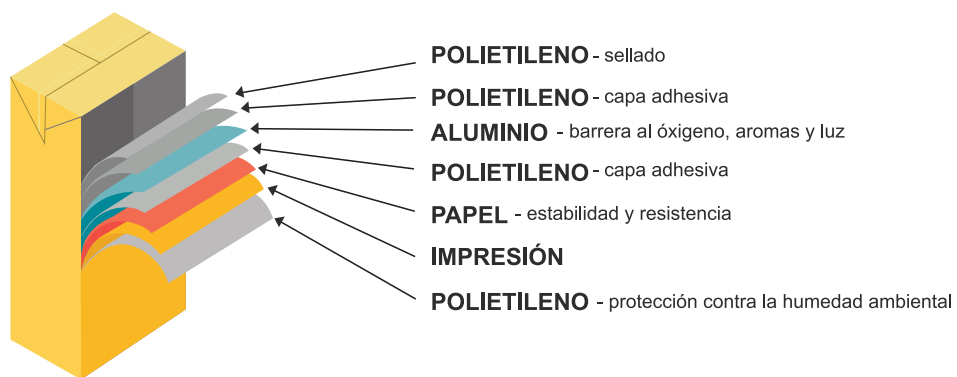 POLIETILENO - sellado
POLIETILENO - capa adhesiva
ALUMINIO - barrera al óxigeno, aromas y luz
POLIETILENO - capa adhesiva
PAPEL - estabilidad y resistencia
IMPRESIÓN
POLIETILENO - protección contra la humedad ambiental